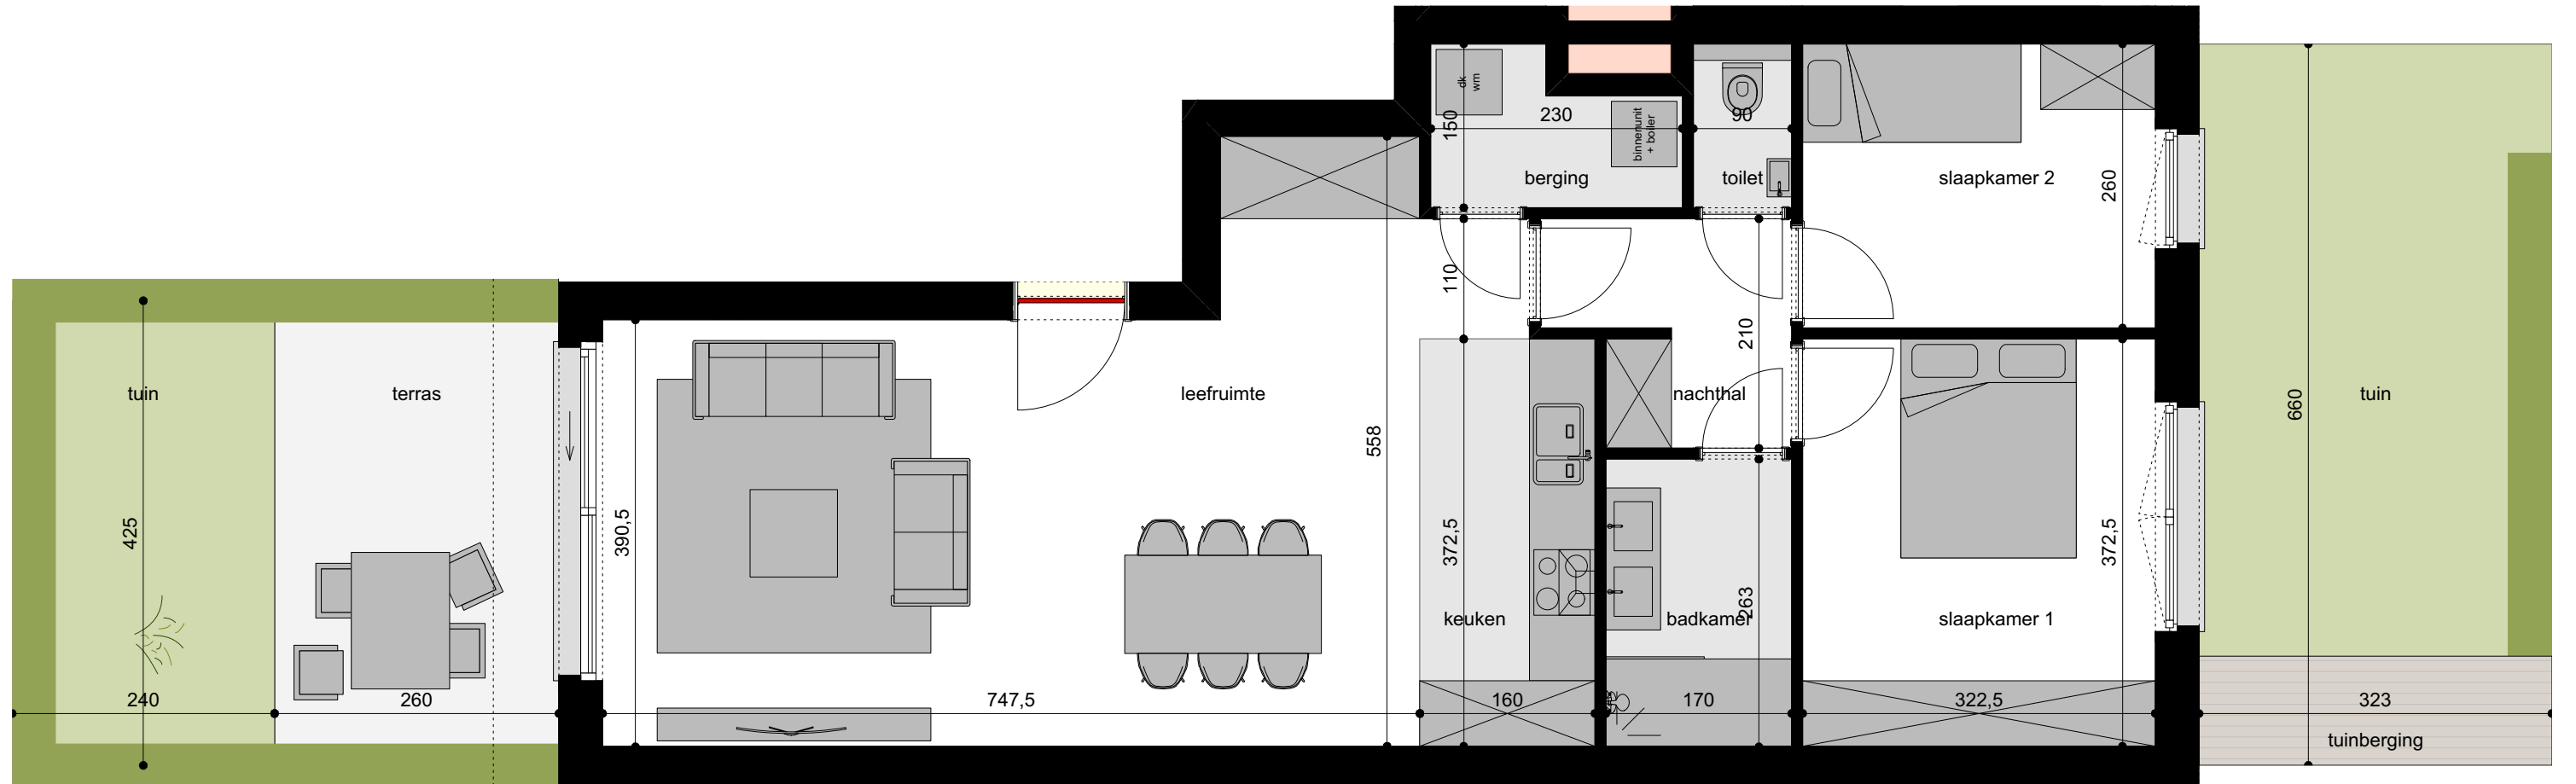 dk
wm
150
230
binnenunit
+ boiler
90
berging
toilet
slaapkamer 2
260
110
210
tuin
terras
leefruimte
nachthal
660
tuin
425
390,5
558
372,5
372,5
263
keuken
badkamer
slaapkamer 1
240
260
747,5
160
170
322,5
323
tuinberging